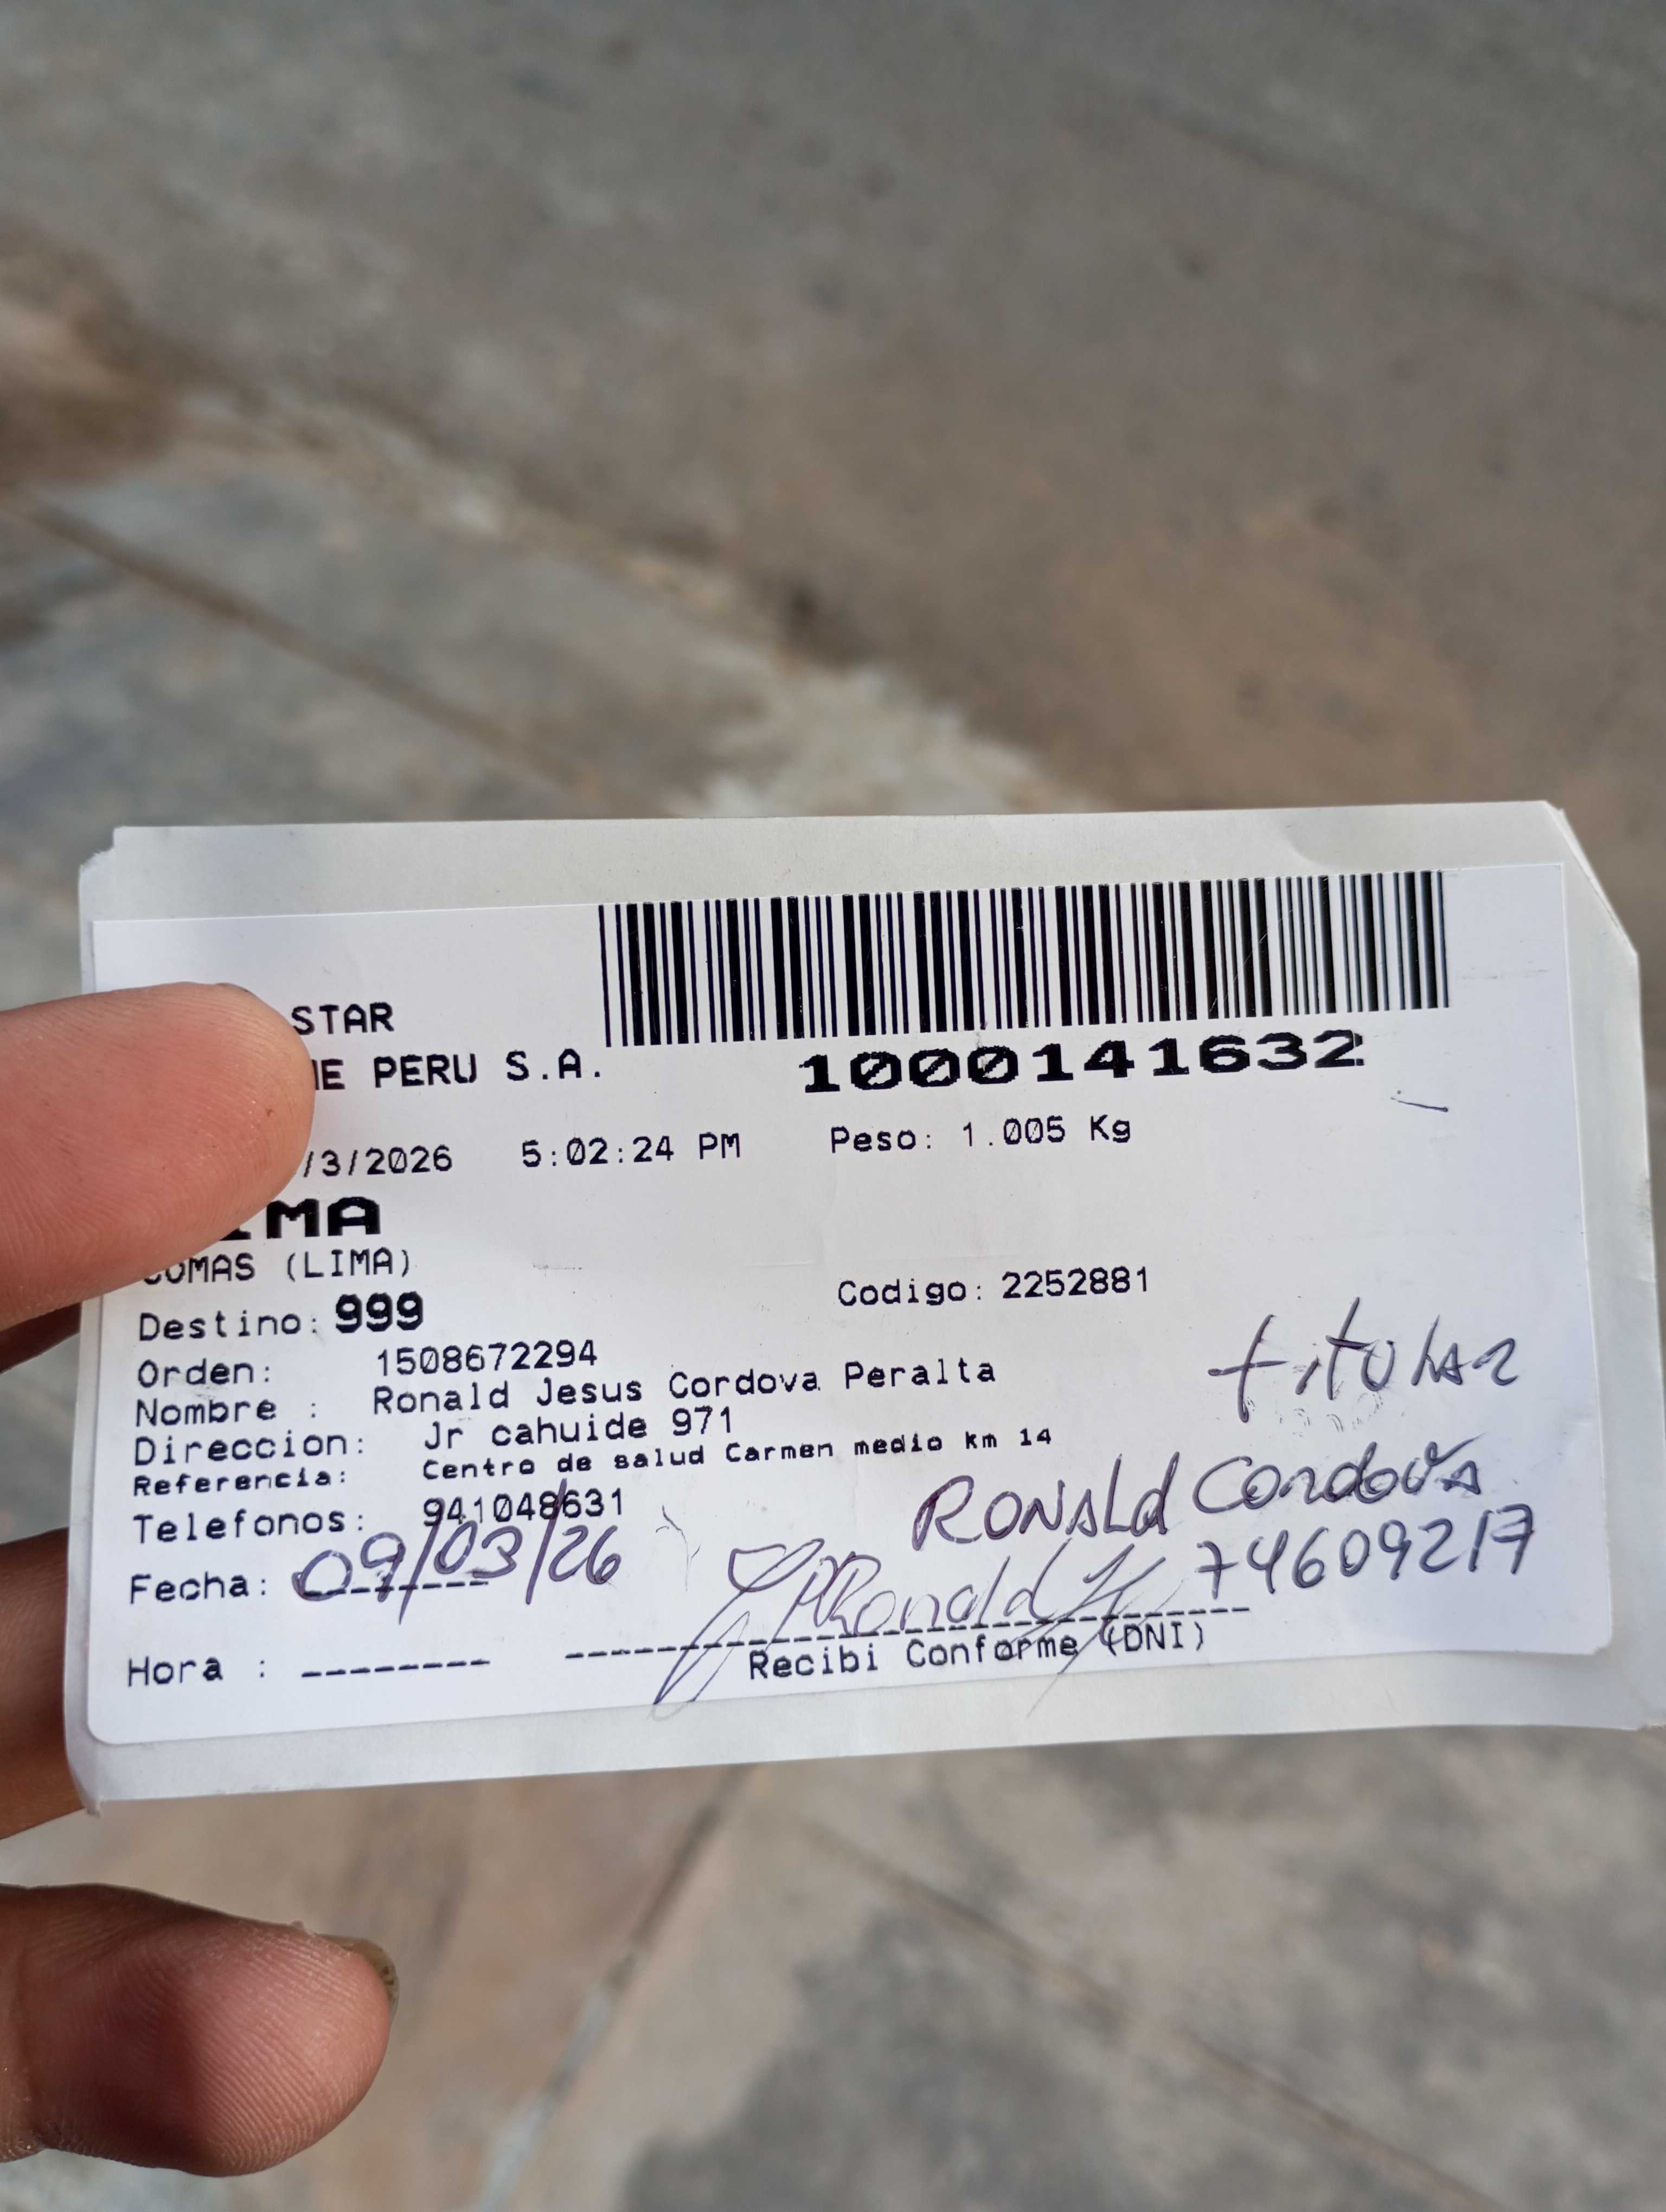 STAR
PERU S.A.
1000141632
/3/2026 5:02:24 PM Peso: 1.005 Kg
COMAS (LIMA)
Codigo: 2252881
Destino: 999
Orden: 1508672294
titular
Nombre : Ronald Jesus Cordova Peralta
Direccion: Jr cahuide 971
Referencia: Centro de salud Carmen medio km 14
Ronald Cordova
Telefonos: 941048631
74609217
Fecha: 09/03/26
Ronald
Hora : --------
Recibi Conforme (DNI)